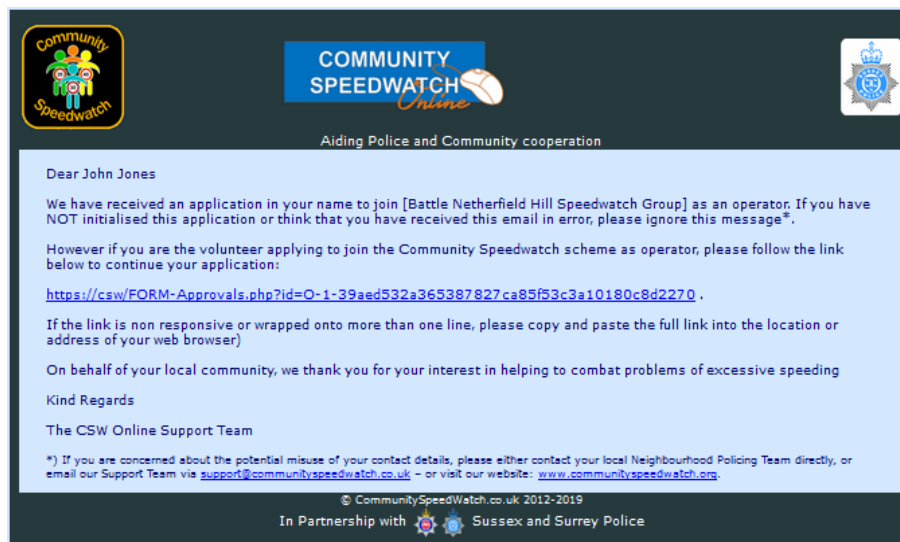 Community
Speedwatch
COMMUNITY
SPEEDWATCH
Online
Aiding Police and Community cooperation
Dear John Jones
We have received an application in your name to join [Battle Netherfield Hill Speedwatch Group] as an operator. If you have
NOT initialised this application or think that you have received this email in error, please ignore this message*.
However if you are the volunteer applying to join the Community Speedwatch scheme as operator, please follow the link
below to continue your application:
https://csw/FORM-Approvals.php?id=O-1-39aed532a365387827ca85f53c3a10180c8d2270 .
If the link is non responsive or wrapped onto more than one line, please copy and paste the full link into the location or
address of your web browser)
On behalf of your local community, we thank you for your interest in helping to combat problems of excessive speeding
Kind Regards
The CSW Online Support Team
*) If you are concerned about the potential misuse of your contact details, please either contact your local Neighbourhood Policing Team directly, or
email our Support Team via support@communityspeedwatch.co.uk – or visit our website: www.communityspeedwatch.org.
© CommunitySpeedWatch.co.uk 2012-2019
In Partnership with Sussex and Surrey Police